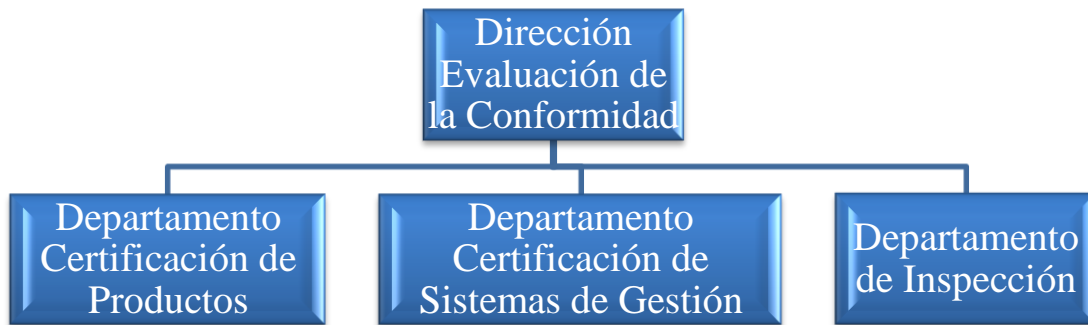 Dirección
Evaluación de
la Conformidad
Departamento
Certificación de
Productos
Departamento
Certificación de
Sistemas de Gestión
Departamento
de Inspección